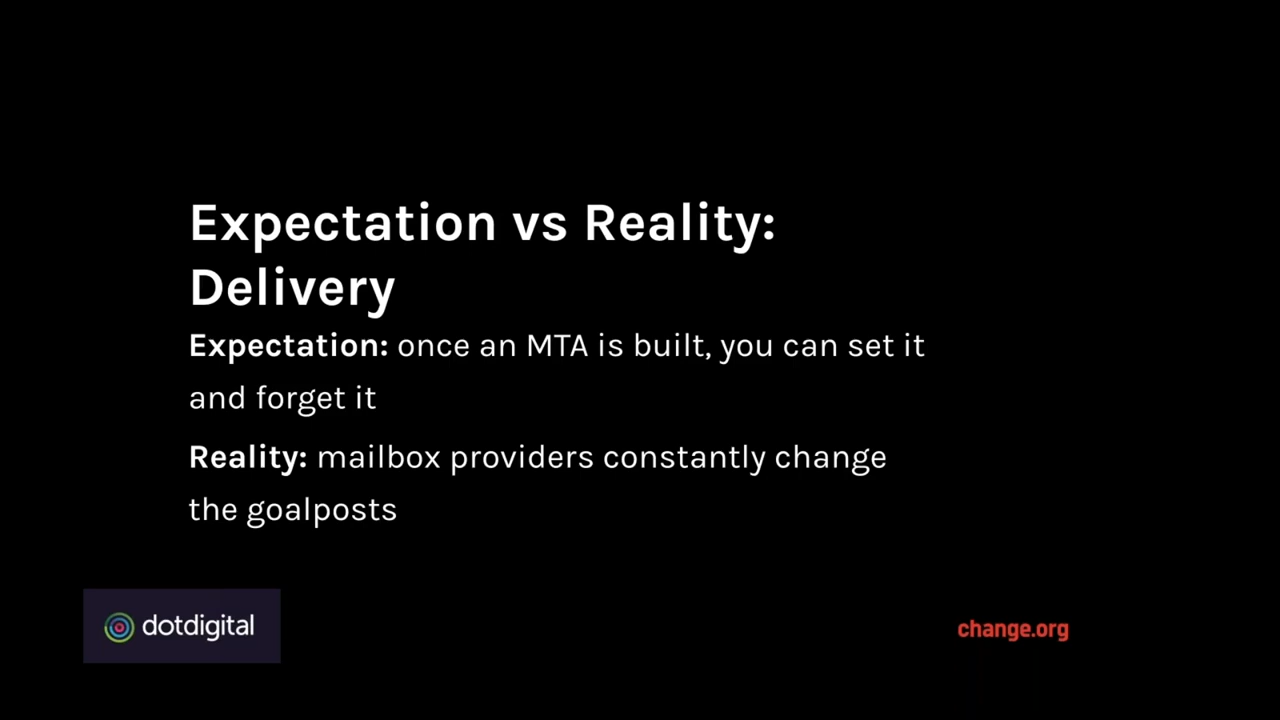 Expectation vs Reality:
Delivery
Expectation: once an MTA is built, you can set it
and forget it
Reality: mailbox providers constantly change
the goalposts
dotdigital
change.org